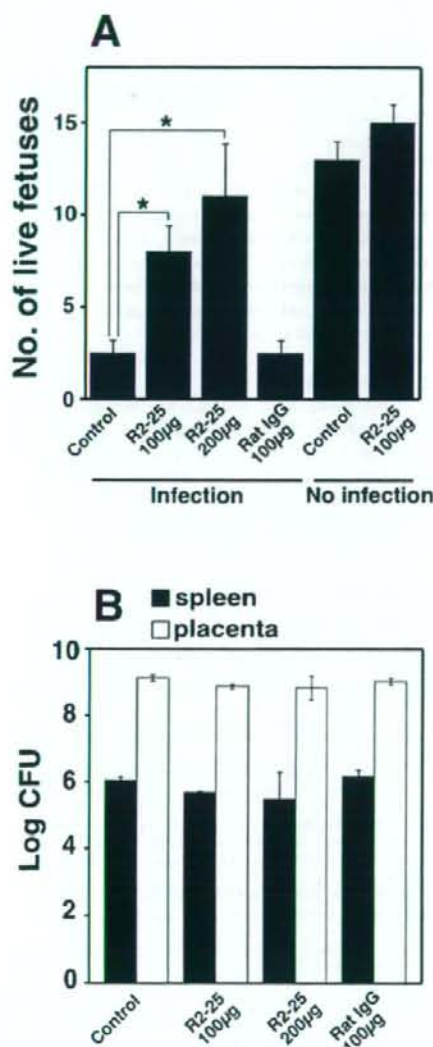 A
No. of live fetuses
15
10
5
0
Control
R2-25
100µg
R2-25
200µg
Rat IgG
100µg
Control
R2-25
100µg
*
*
Infection
No infection
B
spleen
placenta
Log CFU
10
8
6
4
2
0
Control
R2-25
100µg
R2-25
200µg
Rat IgG
100µg